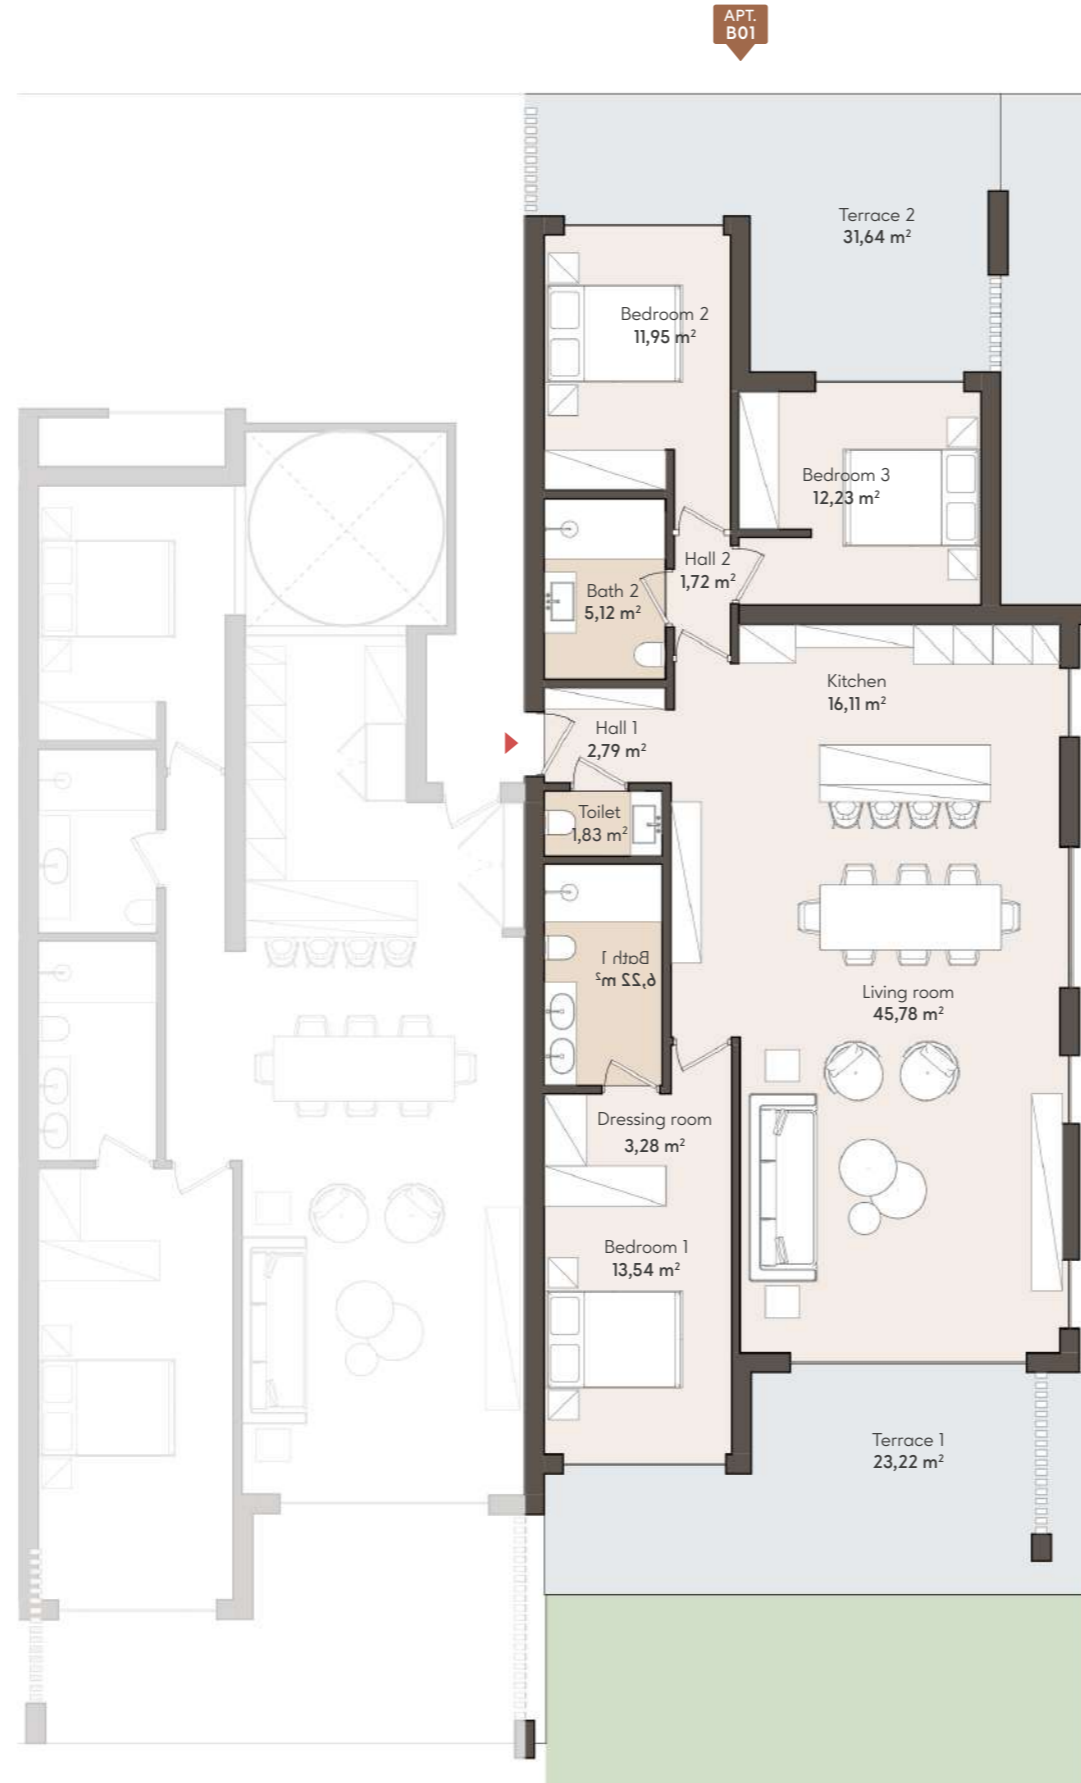 APT.
B01
Terrace 2
31,64 m²
Bedroom 2
11,95 m²
Bedroom 3
12,23 m²
Hall 2
1,72 m²
Bath 2
5,12 m²
Kitchen
16,11 m²
Hall 1
2,79 m²
Toilet
1,83 m²
Bath 1
6,22 m²
Living room
45,78 m²
Dressing room
3,28 m²
Bedroom 1
13,54 m²
Terrace 1
23,22 m²